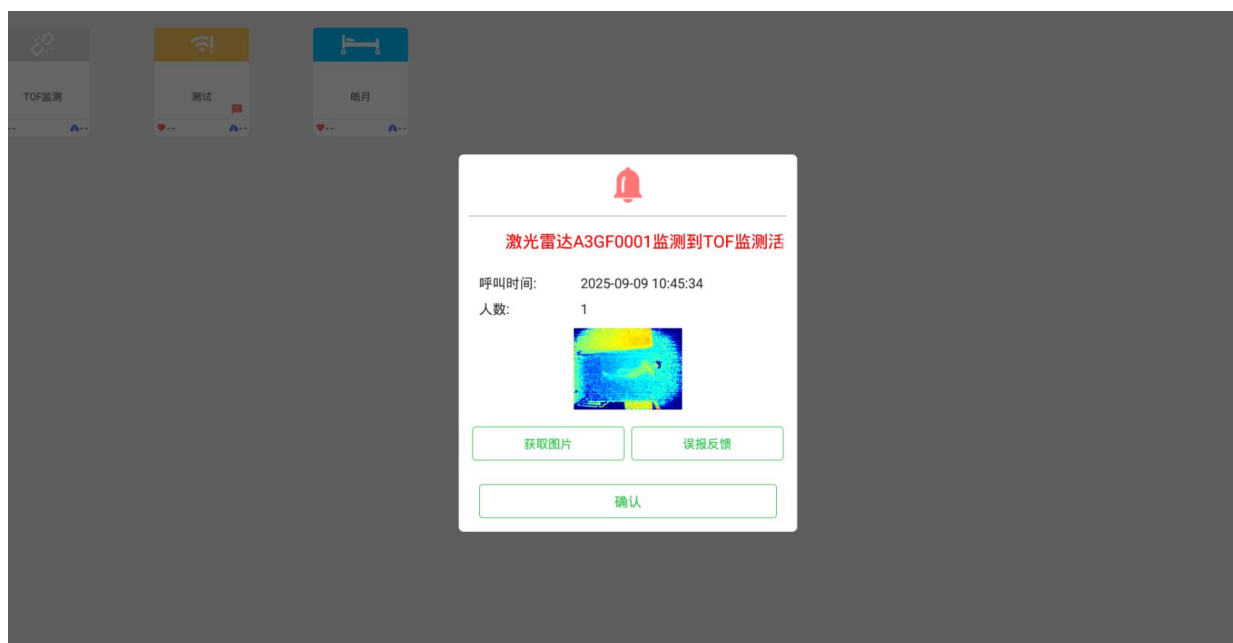 TOF监测
测试
皓月
--
--
--
--
--
--
激光雷达A3GF0001监测到TOF监测活
呼叫时间: 2025-09-09 10:45:34
人数: 1
获取图片
误报反馈
确认